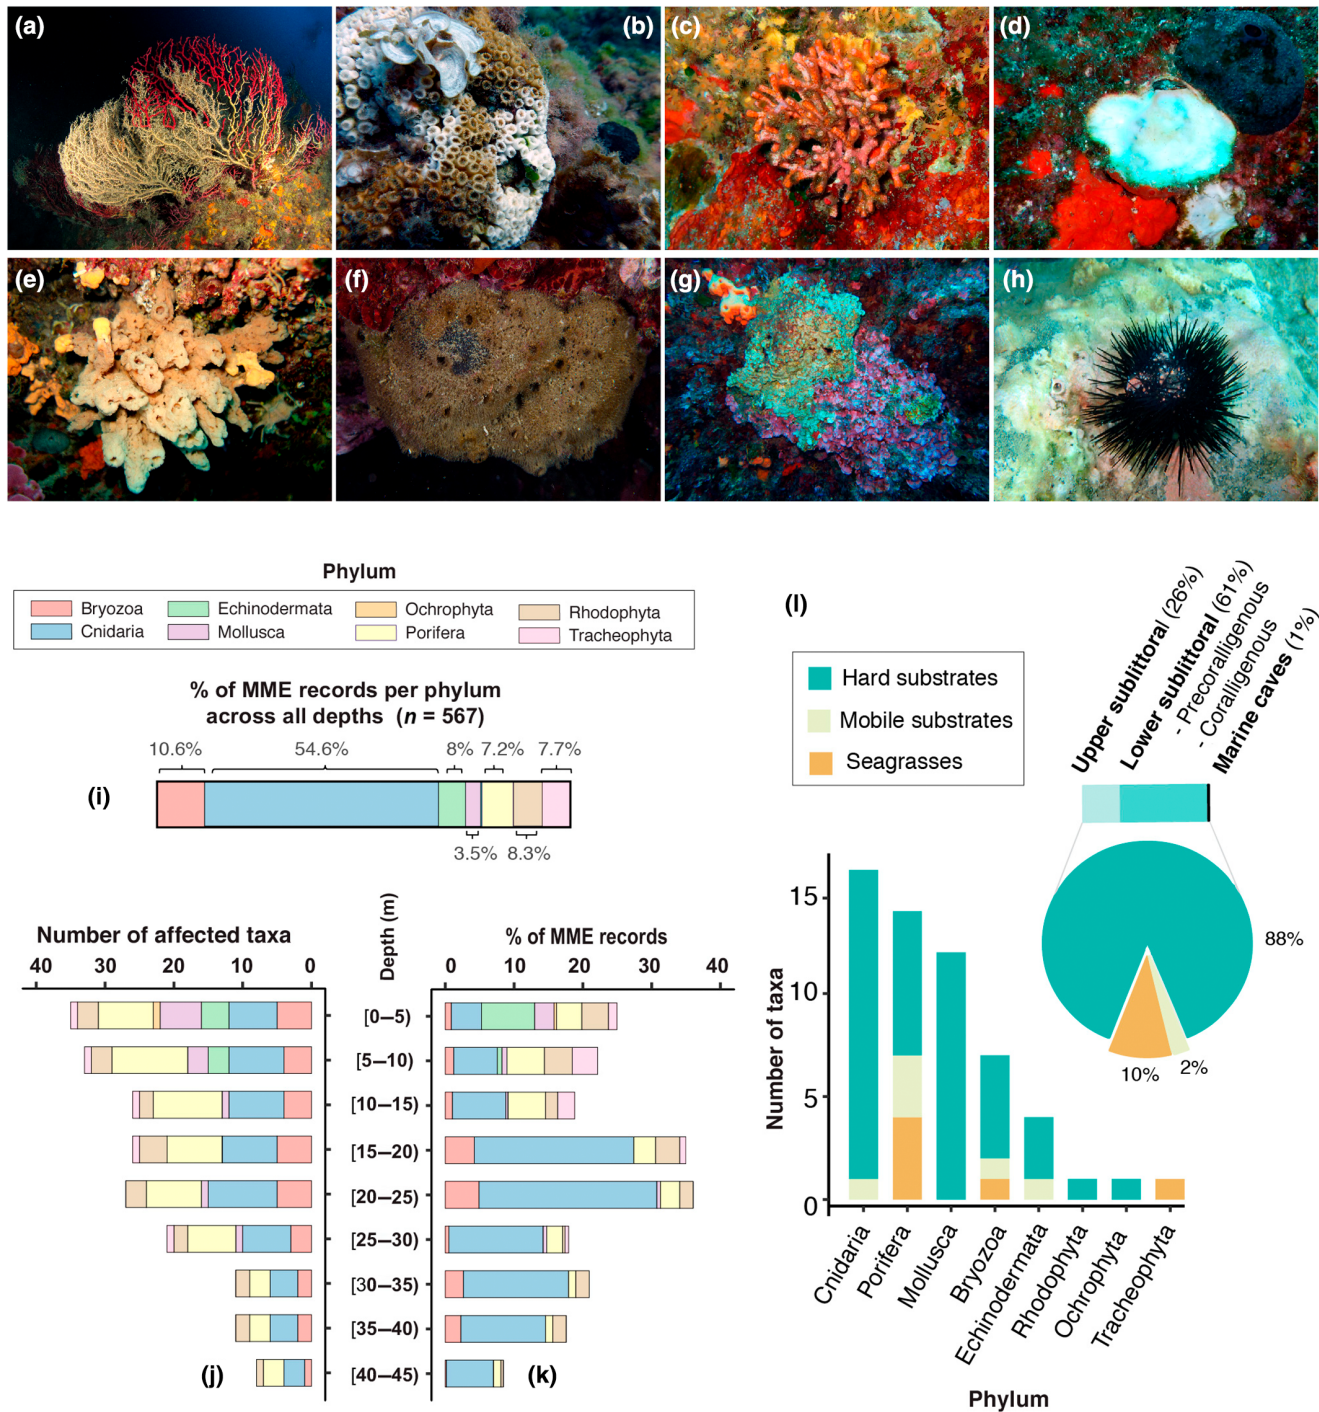 (a)
(b)
(c)
(d)
(e)
(f)
(g)
(h)
Phylum
Bryozoa
Echinodermata
Ochrophyta
Rhodophyta
Cnidaria
Mollusca
Porifera
Tracheophyta
% of MME records per phylum
across all depths (n = 567)
10.6%
54.6%
8%
7.2%
7.7%
(i)
3.5%
8.3%
Number of affected taxa
Depth (m)
% of MME records
40 30 20 10 0
0 10 20 30 40
[0—5)
[5—10)
[10—15)
[15—20)
[20—25)
[25—30)
[30—35)
[35—40)
[40—45)
(j)
(k)
(l)
Hard substrates
Mobile substrates
Seagrasses
Upper sublittoral (26%)
Lower sublittoral (61%)
- Precoralligenous
- Coralligenous
Marine caves (1%)
88%
10%
2%
Number of taxa
15
10
5
0
Cnidaria
Porifera
Mollusca
Bryozoa
Echinodermata
Rhodophyta
Ochrophyta
Tracheophyta
Phylum